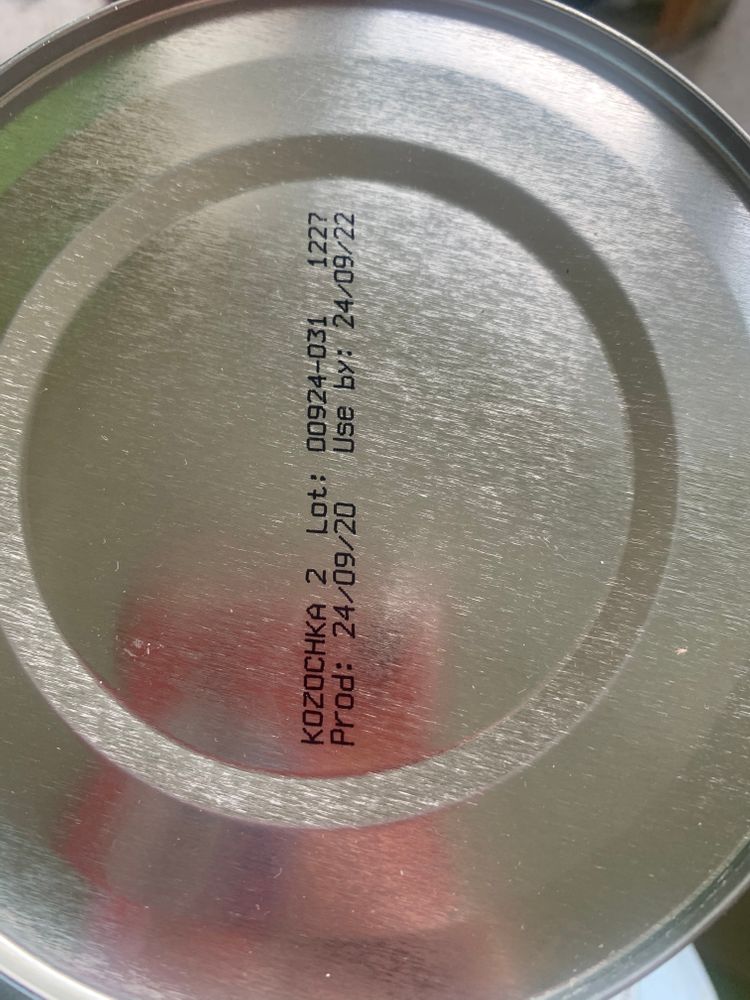 KOZOCHKA 2 Lot: 00924-031 1227
Prod: 24/09/20 Use by: 24/09/22